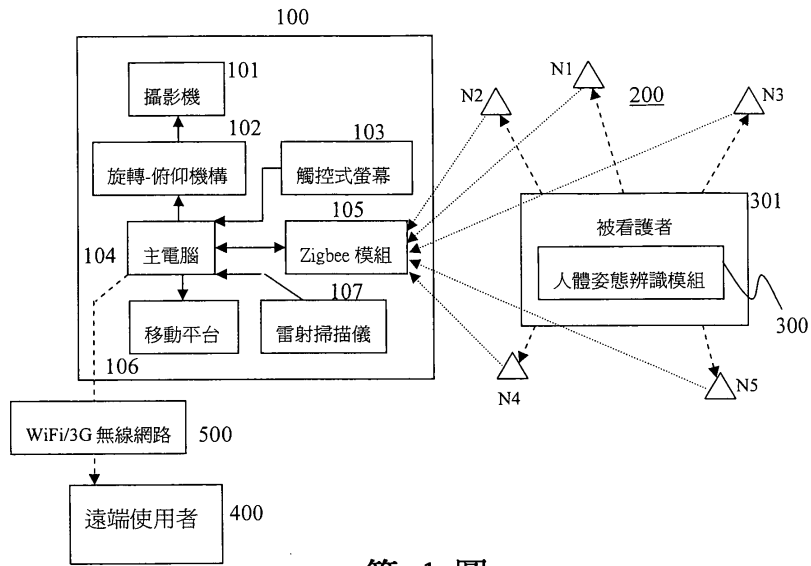 100
101
攝影機
102
旋轉-俯仰機構
103
觸控式螢幕
104
主電腦
105
Zigbee 模組
107
移動平台
雷射掃描儀
106
WiFi/3G 無線網路
500
遠端使用者
400
N1
N2
N3
200
301
被看護者
人體姿態辨識模組
300
N4
N5
第 1 圖